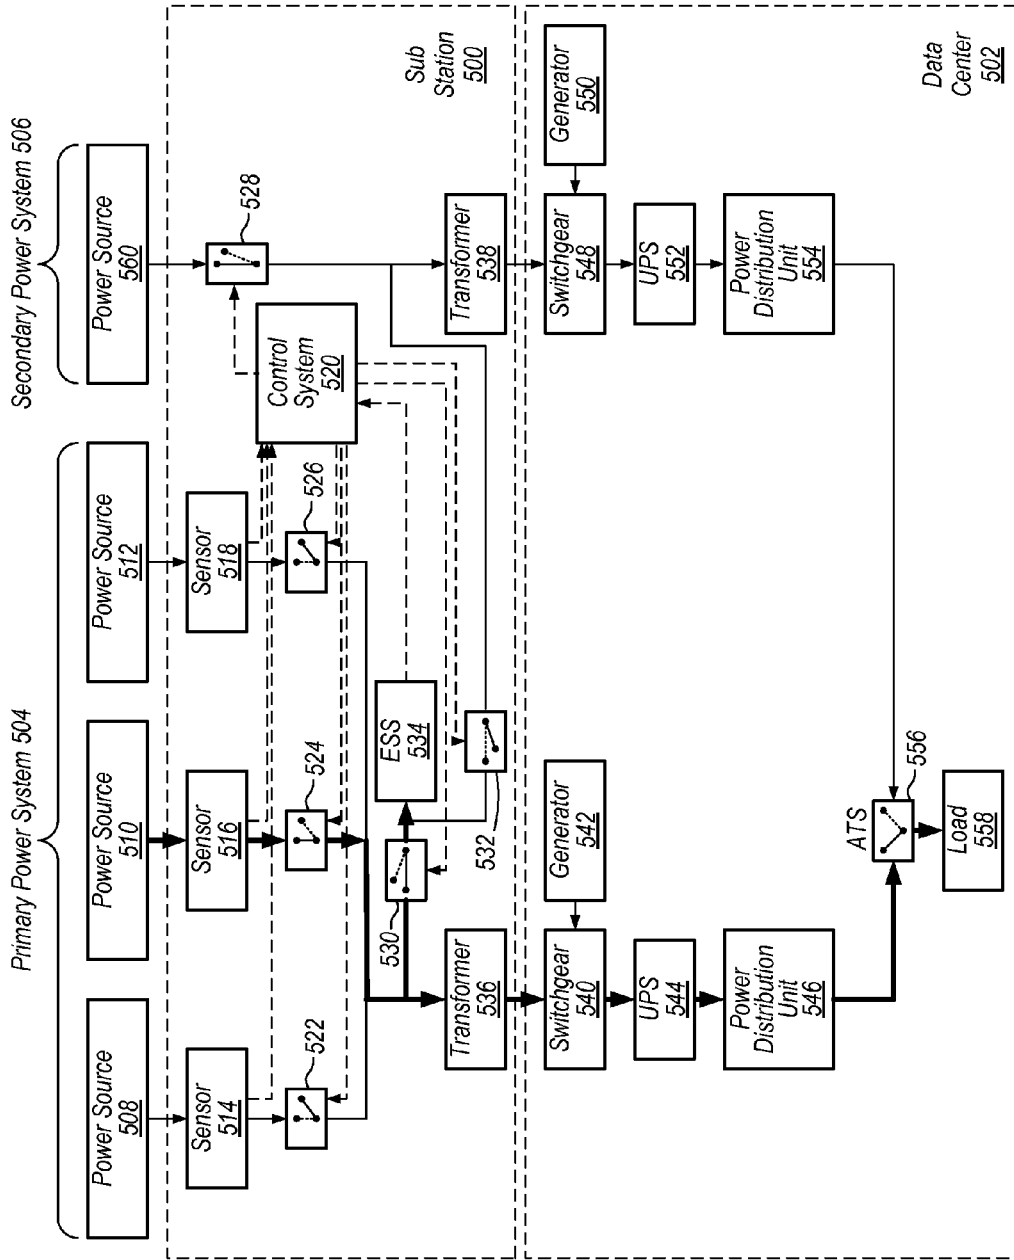 Primary Power System 504
Secondary Power System 506
Power Source
508
Power Source
510
Power Source
512
Power Source
560
Sensor
514
Sensor
516
Sensor
518
522
524
526
528
Control
System
520
Sub
Station
500
530
ESS
534
532
Transformer
536
Transformer
538
Switchgear
540
Generator
542
Switchgear
548
Generator
550
UPS
544
UPS
552
Power
Distribution
Unit
546
Power
Distribution
Unit
554
ATS
556
Load
558
Data
Center
502